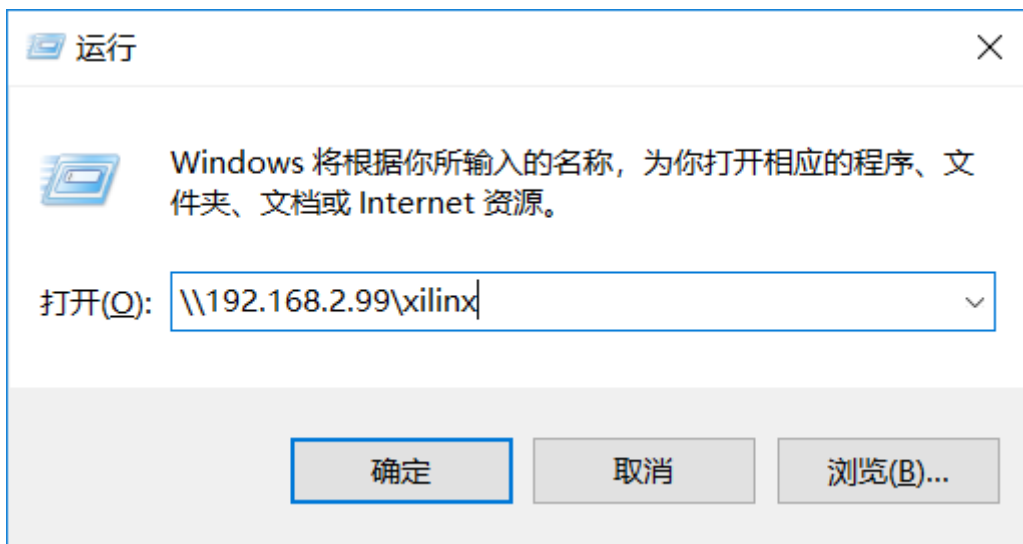 运行
Windows 将根据你所输入的名称，为你打开相应的程序、文
件夹、文档或 Internet 资源。
打开(O): \\192.168.2.99\xilinx
确定 取消 浏览(B)...